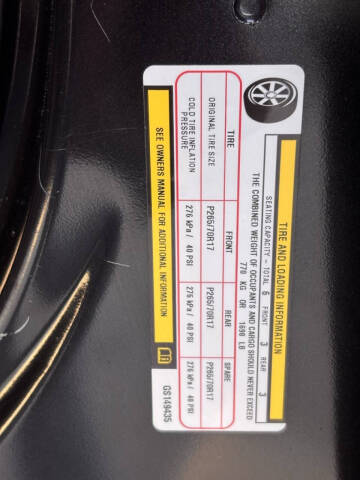 TIRE AND LOADING INFORMATION
SEATING CAPACITY - TOTAL 6 FRONT 3 REAR 3
THE COMBINED WEIGHT OF OCCUPANTS AND CARGO SHOULD NEVER EXCEED
770 KG OR 1698 LB
TIRE FRONT REAR SPARE
ORIGINAL TIRE SIZE P265/70R17 P265/70R17 P265/70R17
COLD TIRE INFLATION PRESSURE 276 kPa / 40 PSI 276 kPa / 40 PSI 276 kPa / 40 PSI
SEE OWNERS MANUAL FOR ADDITIONAL INFORMATION
GS149435